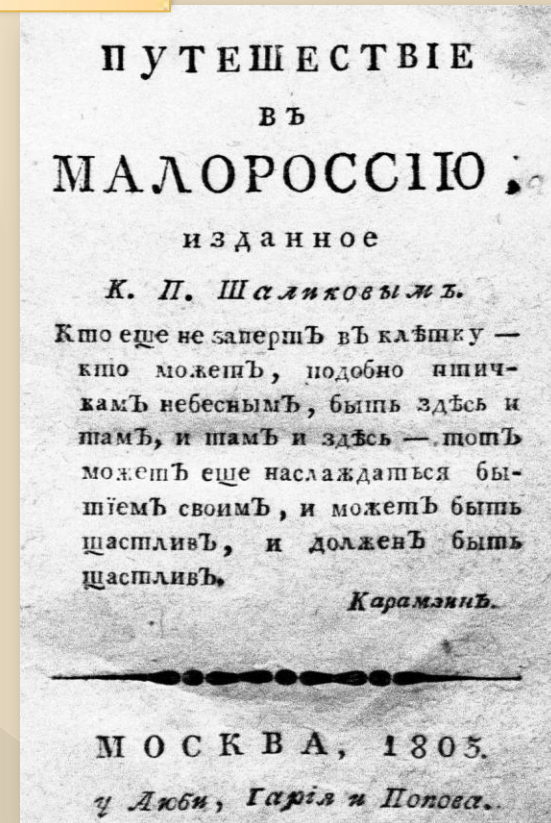 ПУТЕШЕСТВІЕ
ВЪ
МАЛОРОССІЮ,
изданное
К. П. Шаликовымъ.
Кто еще не запертЪ вЪ клѣтку —
кто можетЪ, подобно птич-
камЪ небеснымЪ, быть здѣсь и
тамЪ, и тамЪ и здѣсь — тотЪ
можетЪ еще наслаждаться бы-
тїемЪ своимЪ, и можетЪ быть
щастливЪ, и долженЪ быть
щастливЪ.
КарамзинЪ.
МОСКВА, 1803.
у Люби, Гарія и Попова.